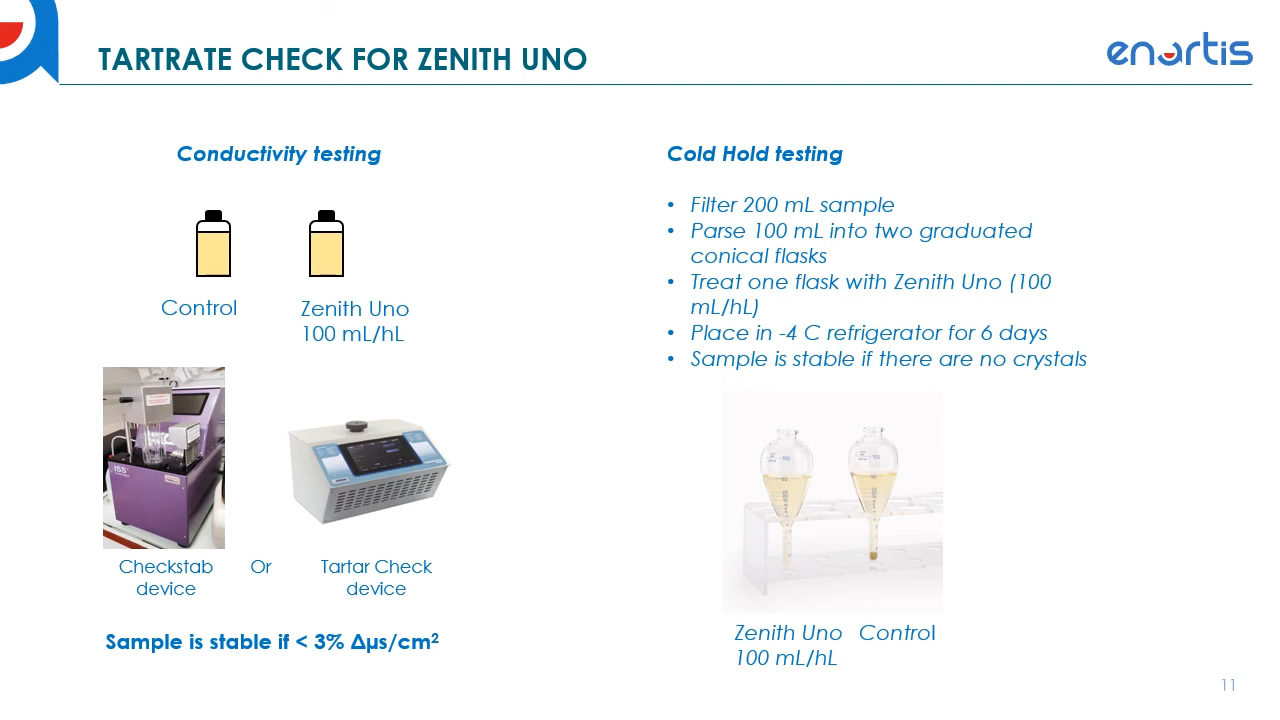 TARTRATE CHECK FOR ZENITH UNO
enartis
Conductivity testing
Control
Zenith Uno
100 mL/hL
ISS
Checkstab
device
Or
Tartar Check
device
Sample is stable if < 3% Δµs/cm²
Cold Hold testing
• Filter 200 mL sample
• Parse 100 mL into two graduated
conical flasks
• Treat one flask with Zenith Uno (100
mL/hL)
• Place in -4 C refrigerator for 6 days
• Sample is stable if there are no crystals
100
100
Zenith Uno
100 mL/hL
Control
11